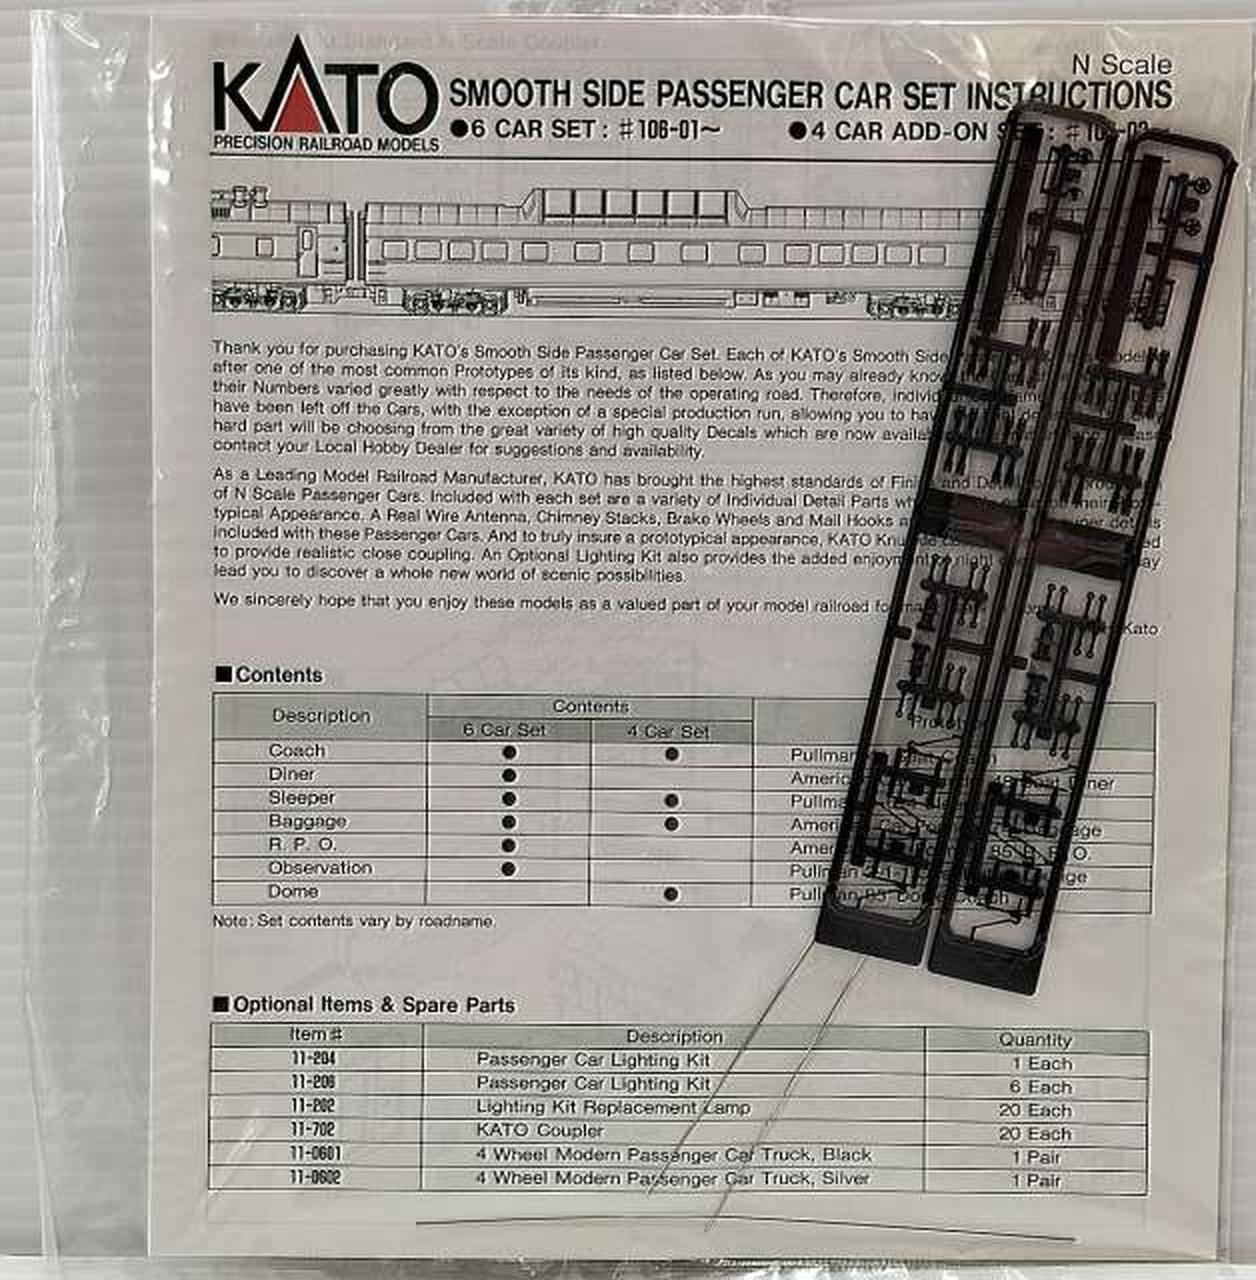 KATO
PRECISION RAILROAD MODELS
N Scale
SMOOTH SIDE PASSENGER CAR SET INSTRUCTIONS
●6 CAR SET: #106-01~ ●4 CAR ADD-ON
Thank you for purchasing KATO's Smooth Side Passenger Car Set. Each of KATO's Smooth Side
after one of the most common Prototypes of its kind, as listed below. As you may already
their Numbers varied greatly with respect to the needs of the operating road. Therefore,
have been left off the Cars, with the exception of a special production run, allowing you to
hard part will be choosing from the great variety of high quality Decals which are now
contact your Local Hobby Dealer for suggestions and availability.
As a Leading Model Railroad Manufacturer, KATO has brought the highest standards of and
of N Scale Passenger Cars. Included with each set are a variety of Individual Detail Parts
typical Appearance. A Real Wire Antenna, Chimney Stacks, Brake Wheels and Mail Hooks
included with these Passenger Cars. And to truly insure a prototypical appearance, KATO
to provide realistic close coupling. An Optional Lighting Kit also provides the added
lead you to discover a whole new world of scenic possibilities.
We sincerely hope that you enjoy these models as a valued part of your model railroad
Kato
■Contents
Description Contents
6 Car Set 4 Car Set
Coach ● ●
Diner ●
Sleeper ● ●
Baggage ● ●
R. P. O. ●
Observation ●
Dome ●
Note: Set contents vary by roadname.
■Optional Items & Spare Parts
Item# Description Quantity
11-204 Passenger Car Lighting Kit 1 Each
11-206 Passenger Car Lighting Kit 6 Each
11-202 Lighting Kit Replacement Lamp 20 Each
11-702 KATO Coupler 20 Each
11-0601 4 Wheel Modern Passenger Car Truck, Black 1 Pair
11-0602 4 Wheel Modern Passenger Car Truck, Silver 1 Pair